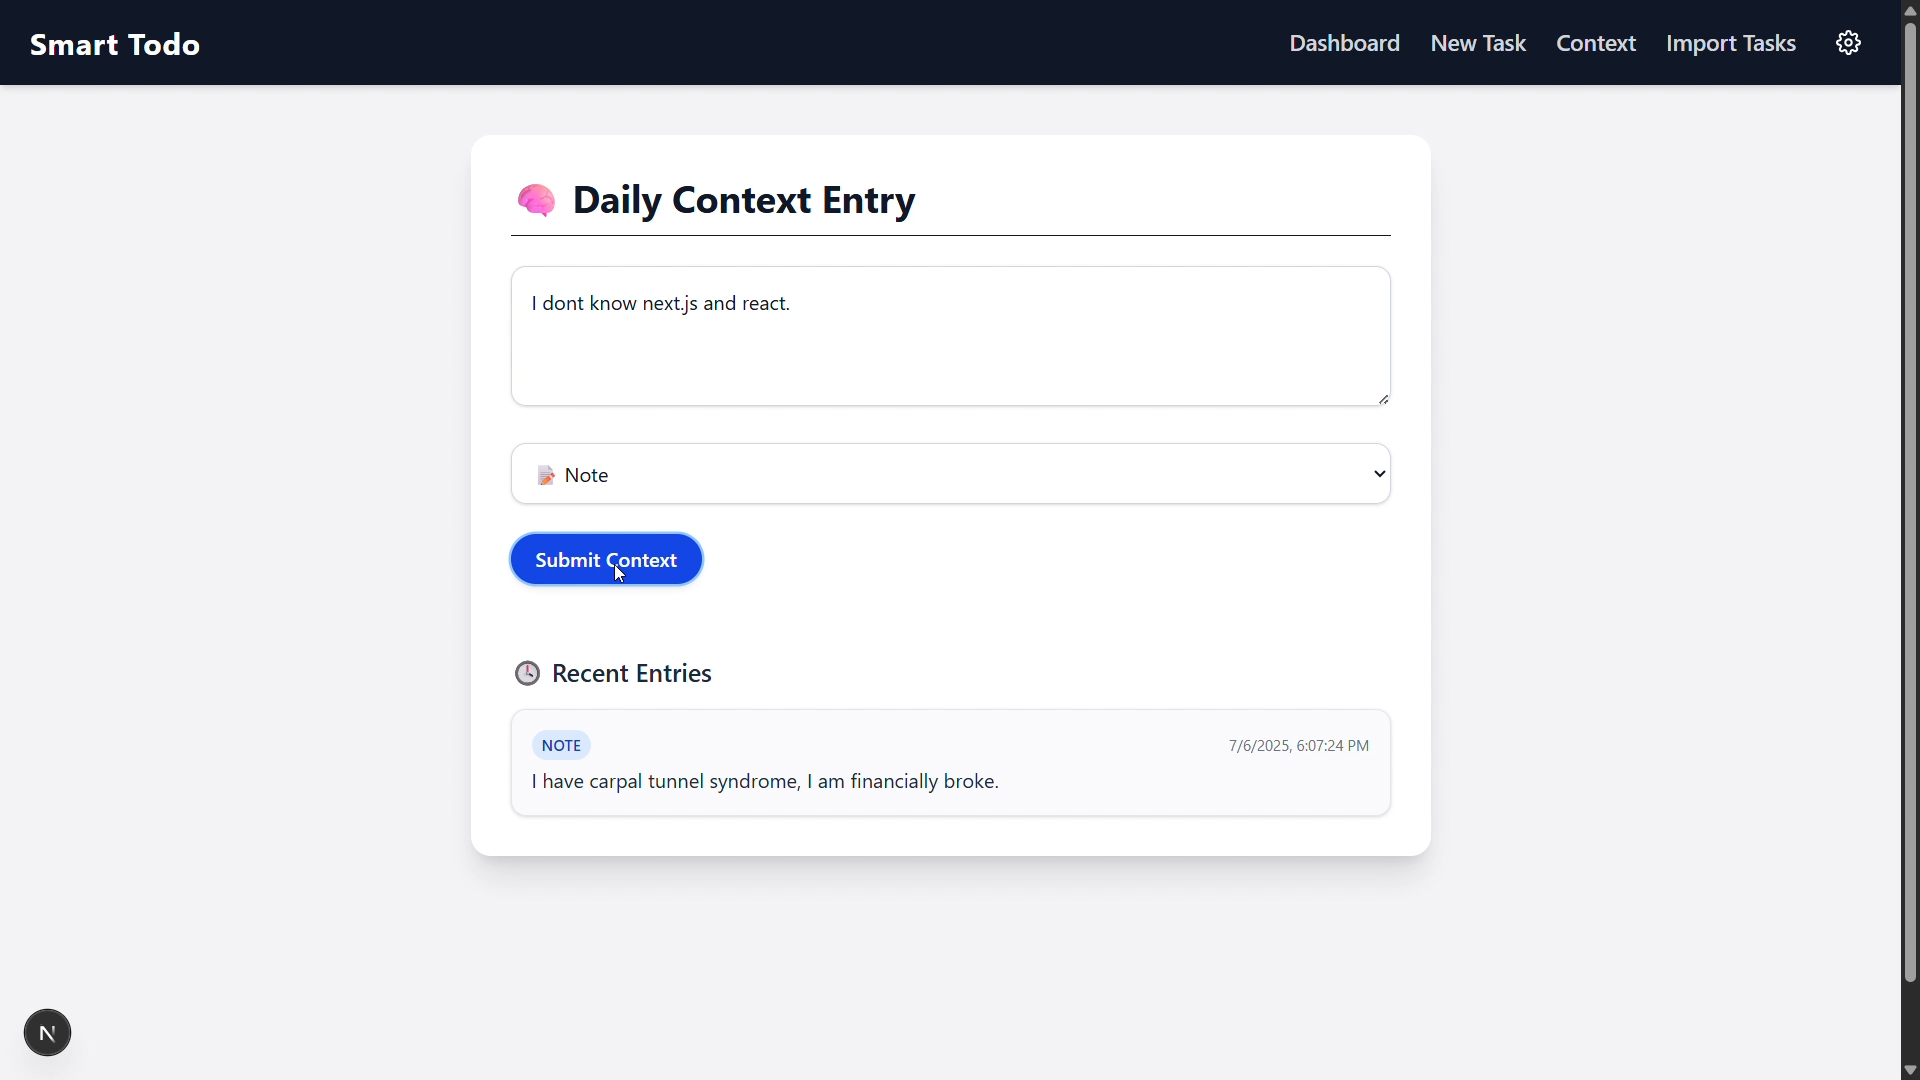 Smart Todo
Dashboard New Task Context Import Tasks
Daily Context Entry
I dont know next.js and react.
Note
Submit Context
Recent Entries
NOTE 7/6/2025, 6:07:24 PM
I have carpal tunnel syndrome, I am financially broke.
N